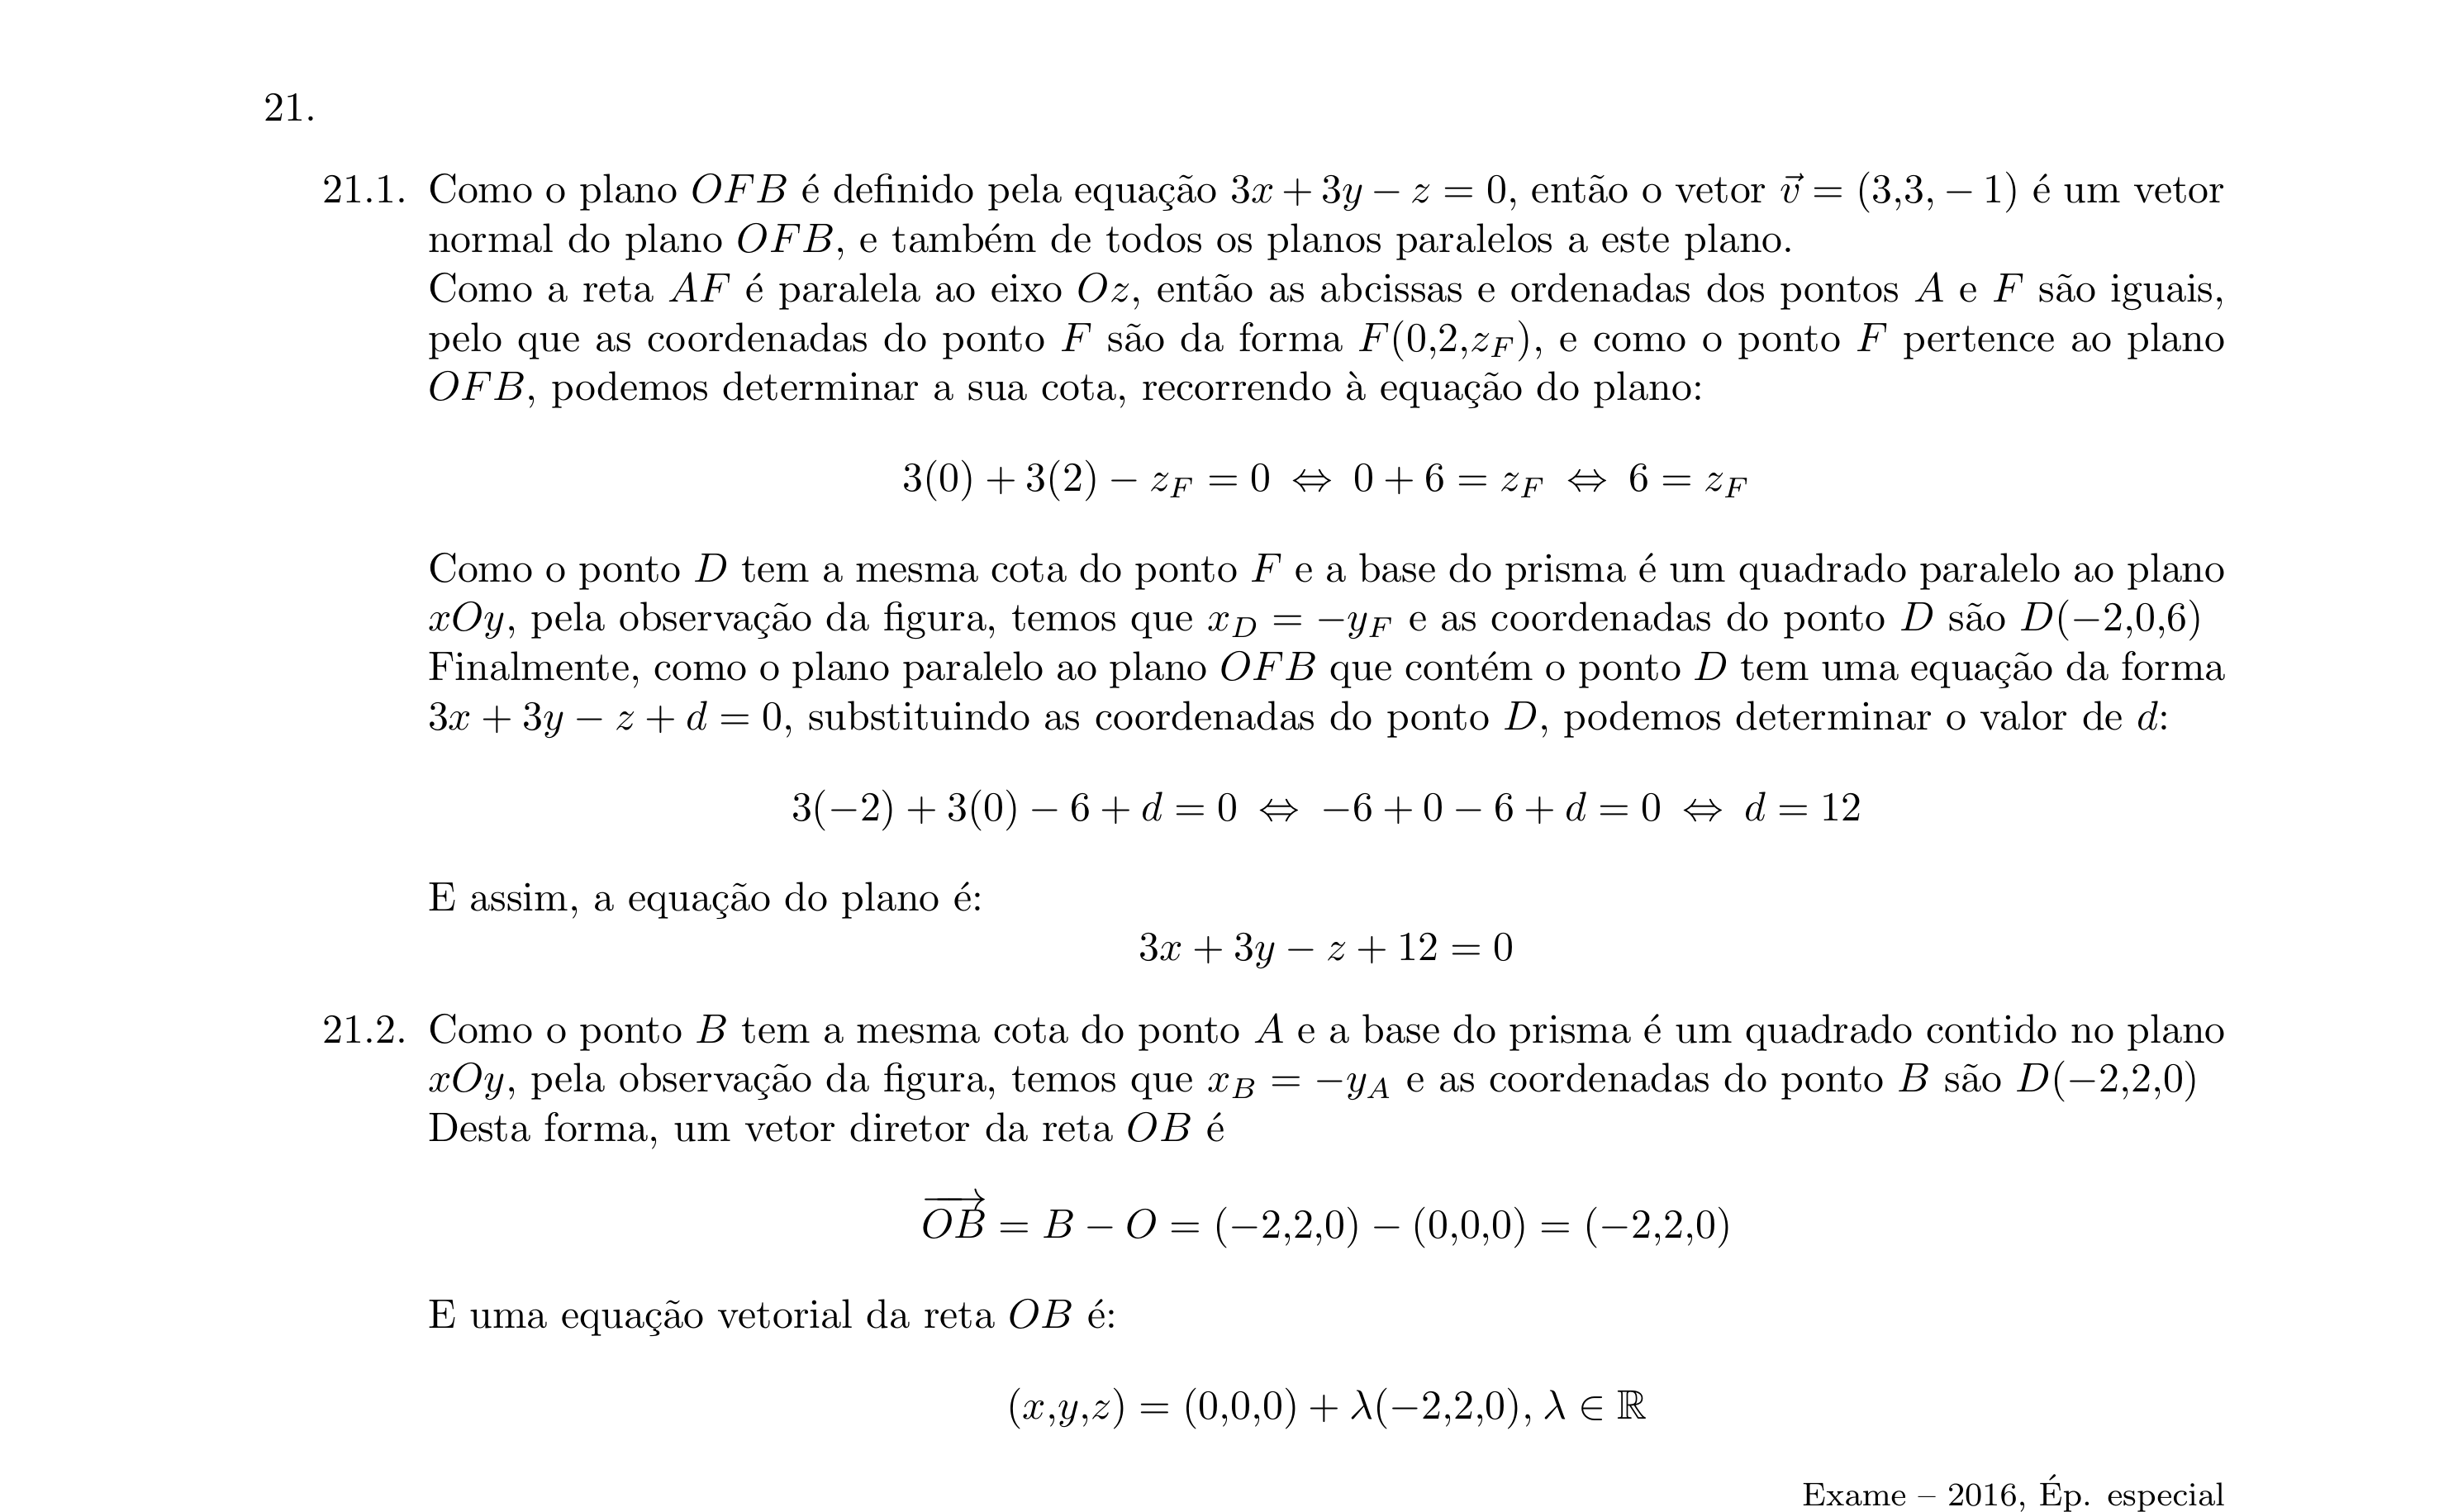 21.
21.1. Como o plano OFB é definido pela equação 3x + 3y − z = 0, então o vetor v⃗ = (3,3, − 1) é um vetor
normal do plano OFB, e também de todos os planos paralelos a este plano.
Como a reta AF é paralela ao eixo Oz, então as abcissas e ordenadas dos pontos A e F são iguais,
pelo que as coordenadas do ponto F são da forma F(0,2,z_F), e como o ponto F pertence ao plano
OFB, podemos determinar a sua cota, recorrendo à equação do plano:
3(0) + 3(2) − z_F = 0 ⇔ 0 + 6 = z_F ⇔ 6 = z_F
Como o ponto D tem a mesma cota do ponto F e a base do prisma é um quadrado paralelo ao plano
xOy, pela observação da figura, temos que x_D = −y_F e as coordenadas do ponto D são D(−2,0,6)
Finalmente, como o plano paralelo ao plano OFB que contém o ponto D tem uma equação da forma
3x + 3y − z + d = 0, substituindo as coordenadas do ponto D, podemos determinar o valor de d:
3(−2) + 3(0) − 6 + d = 0 ⇔ −6 + 0 − 6 + d = 0 ⇔ d = 12
E assim, a equação do plano é:
3x + 3y − z + 12 = 0
21.2. Como o ponto B tem a mesma cota do ponto A e a base do prisma é um quadrado contido no plano
xOy, pela observação da figura, temos que x_B = −y_A e as coordenadas do ponto B são D(−2,2,0)
Desta forma, um vetor diretor da reta OB é
\overrightarrow{OB} = B − O = (−2,2,0) − (0,0,0) = (−2,2,0)
E uma equação vetorial da reta OB é:
(x,y,z) = (0,0,0) + λ(−2,2,0), λ ∈ ℝ
Exame – 2016, Ép. especial